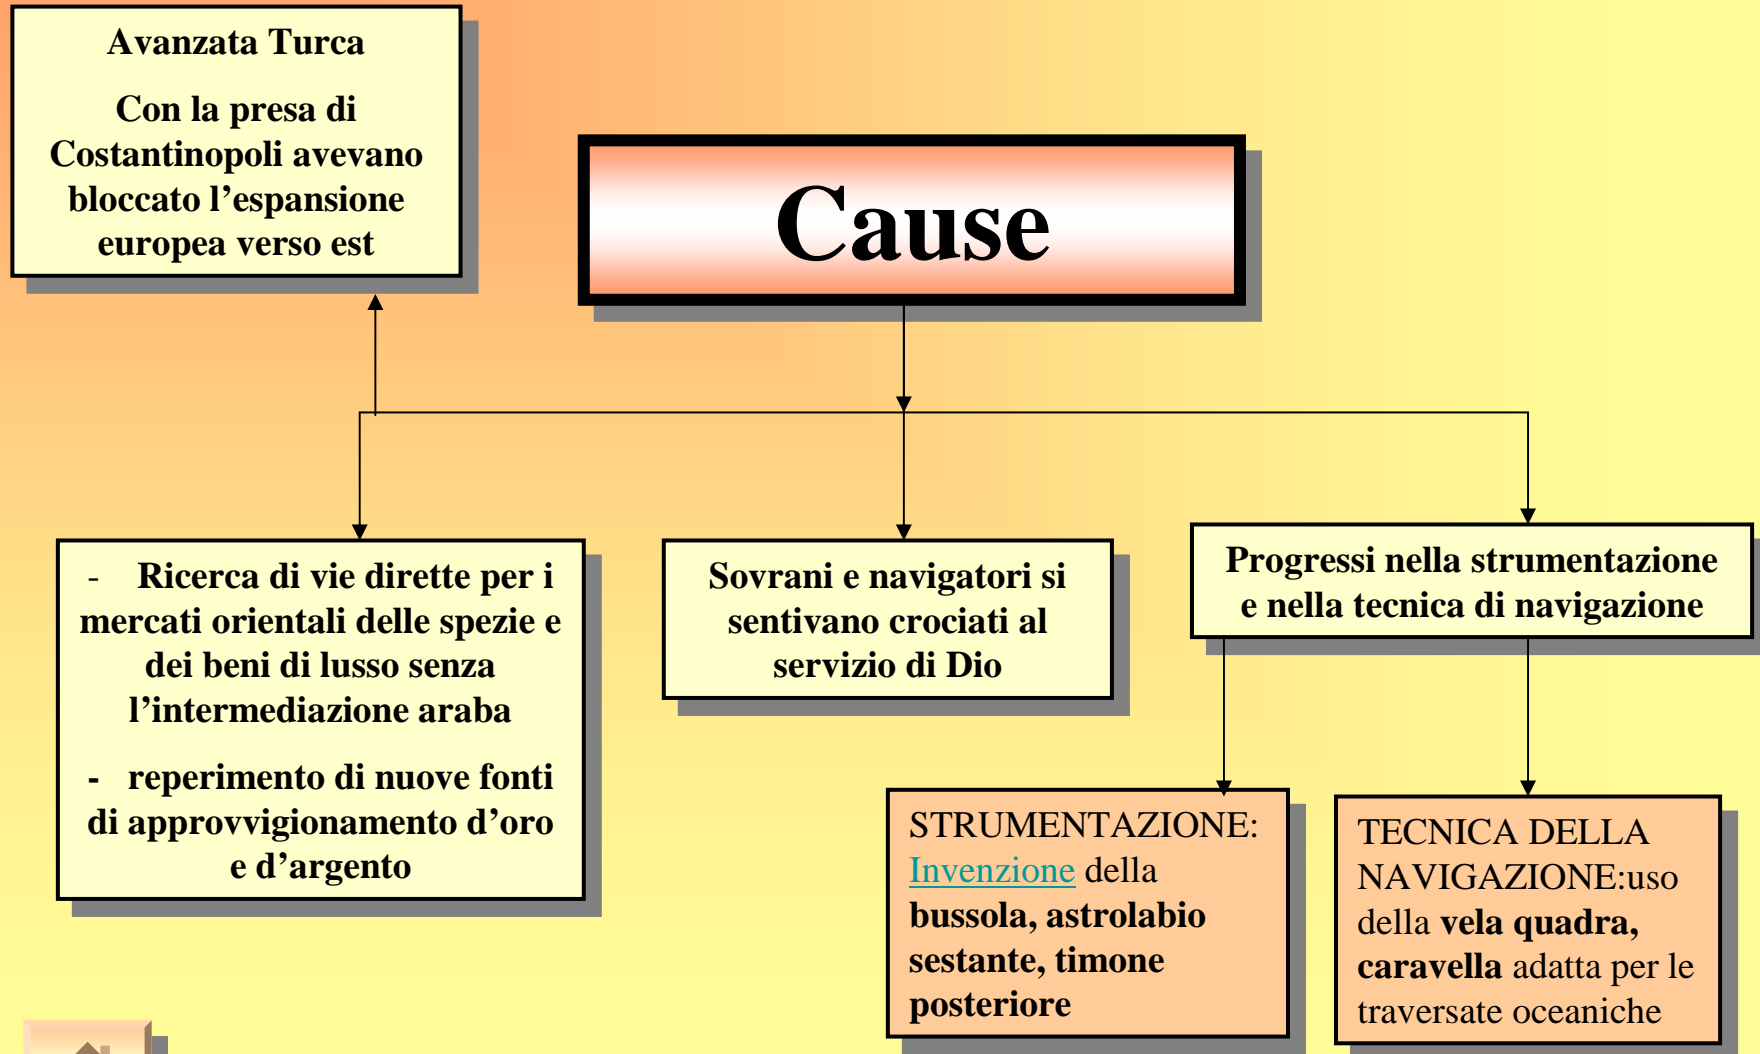 Avanzata Turca
Con la presa di
Costantinopoli avevano
bloccato l’espansione
europea verso est
Cause
- Ricerca di vie dirette per i
mercati orientali delle spezie e
dei beni di lusso senza
l’intermediazione araba
- reperimento di nuove fonti
di approvvigionamento d’oro
e d’argento
Sovrani e navigatori si
sentivano crociati al
servizio di Dio
Progressi nella strumentazione
e nella tecnica di navigazione
STRUMENTAZIONE:
Invenzione della
bussola, astrolabio
sestante, timone
posteriore
TECNICA DELLA
NAVIGAZIONE:uso
della vela quadra,
caravella adatta per le
traversate oceaniche